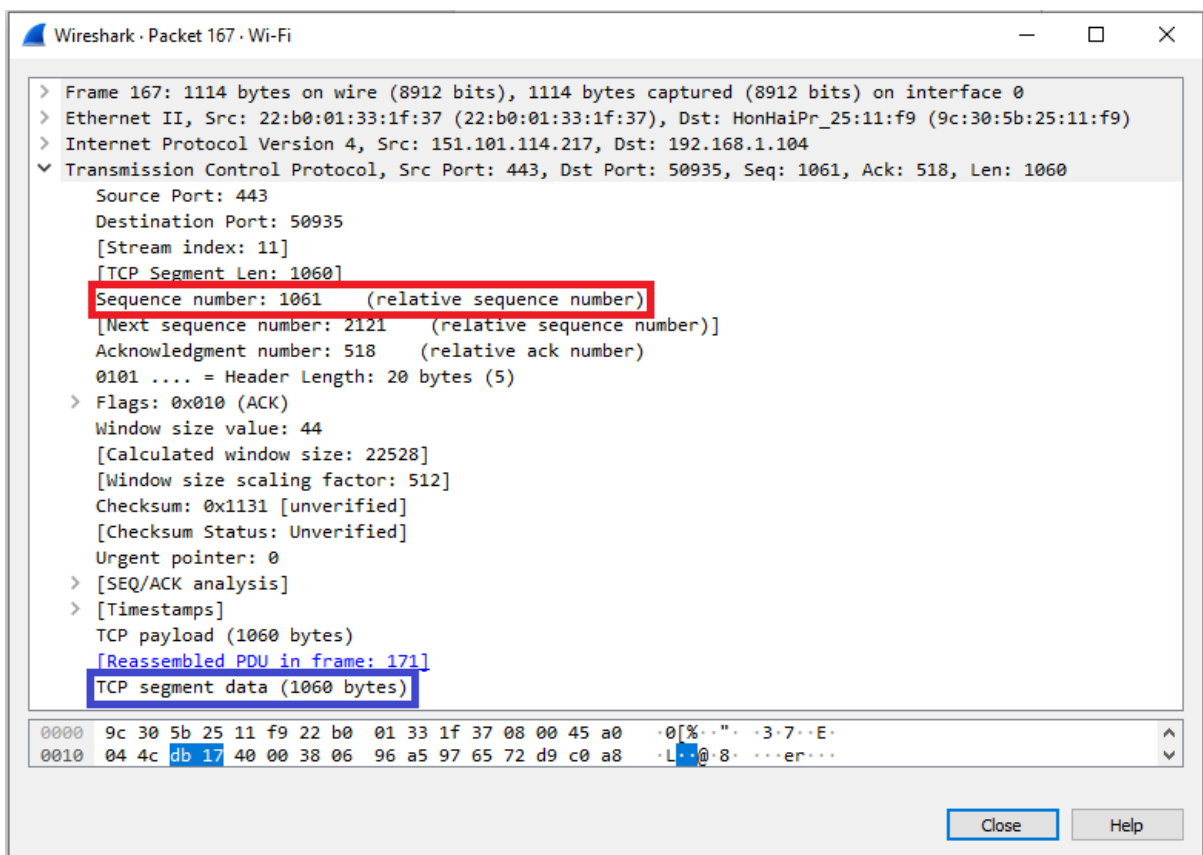 Wireshark · Packet 167 · Wi-Fi
Frame 167: 1114 bytes on wire (8912 bits), 1114 bytes captured (8912 bits) on interface 0
Ethernet II, Src: 22:b0:01:33:1f:37 (22:b0:01:33:1f:37), Dst: HonHaiPr_25:11:f9 (9c:30:5b:25:11:f9)
Internet Protocol Version 4, Src: 151.101.114.217, Dst: 192.168.1.104
Transmission Control Protocol, Src Port: 443, Dst Port: 50935, Seq: 1061, Ack: 518, Len: 1060
Source Port: 443
Destination Port: 50935
[Stream index: 11]
[TCP Segment Len: 1060]
Sequence number: 1061    (relative sequence number)
[Next sequence number: 2121    (relative sequence number)]
Acknowledgment number: 518    (relative ack number)
0101 .... = Header Length: 20 bytes (5)
Flags: 0x010 (ACK)
Window size value: 44
[Calculated window size: 22528]
[Window size scaling factor: 512]
Checksum: 0x1131 [unverified]
[Checksum Status: Unverified]
Urgent pointer: 0
[SEQ/ACK analysis]
[Timestamps]
TCP payload (1060 bytes)
[Reassembled PDU in frame: 171]
TCP segment data (1060 bytes)
0000  9c 30 5b 25 11 f9 22 b0  01 33 1f 37 08 00 45 a0   ·0[%··"· ·3·7··E·
0010  04 4c db 17 40 00 38 06  96 a5 97 65 72 d9 c0 a8   ·L··@·8· ···er···
Close Help